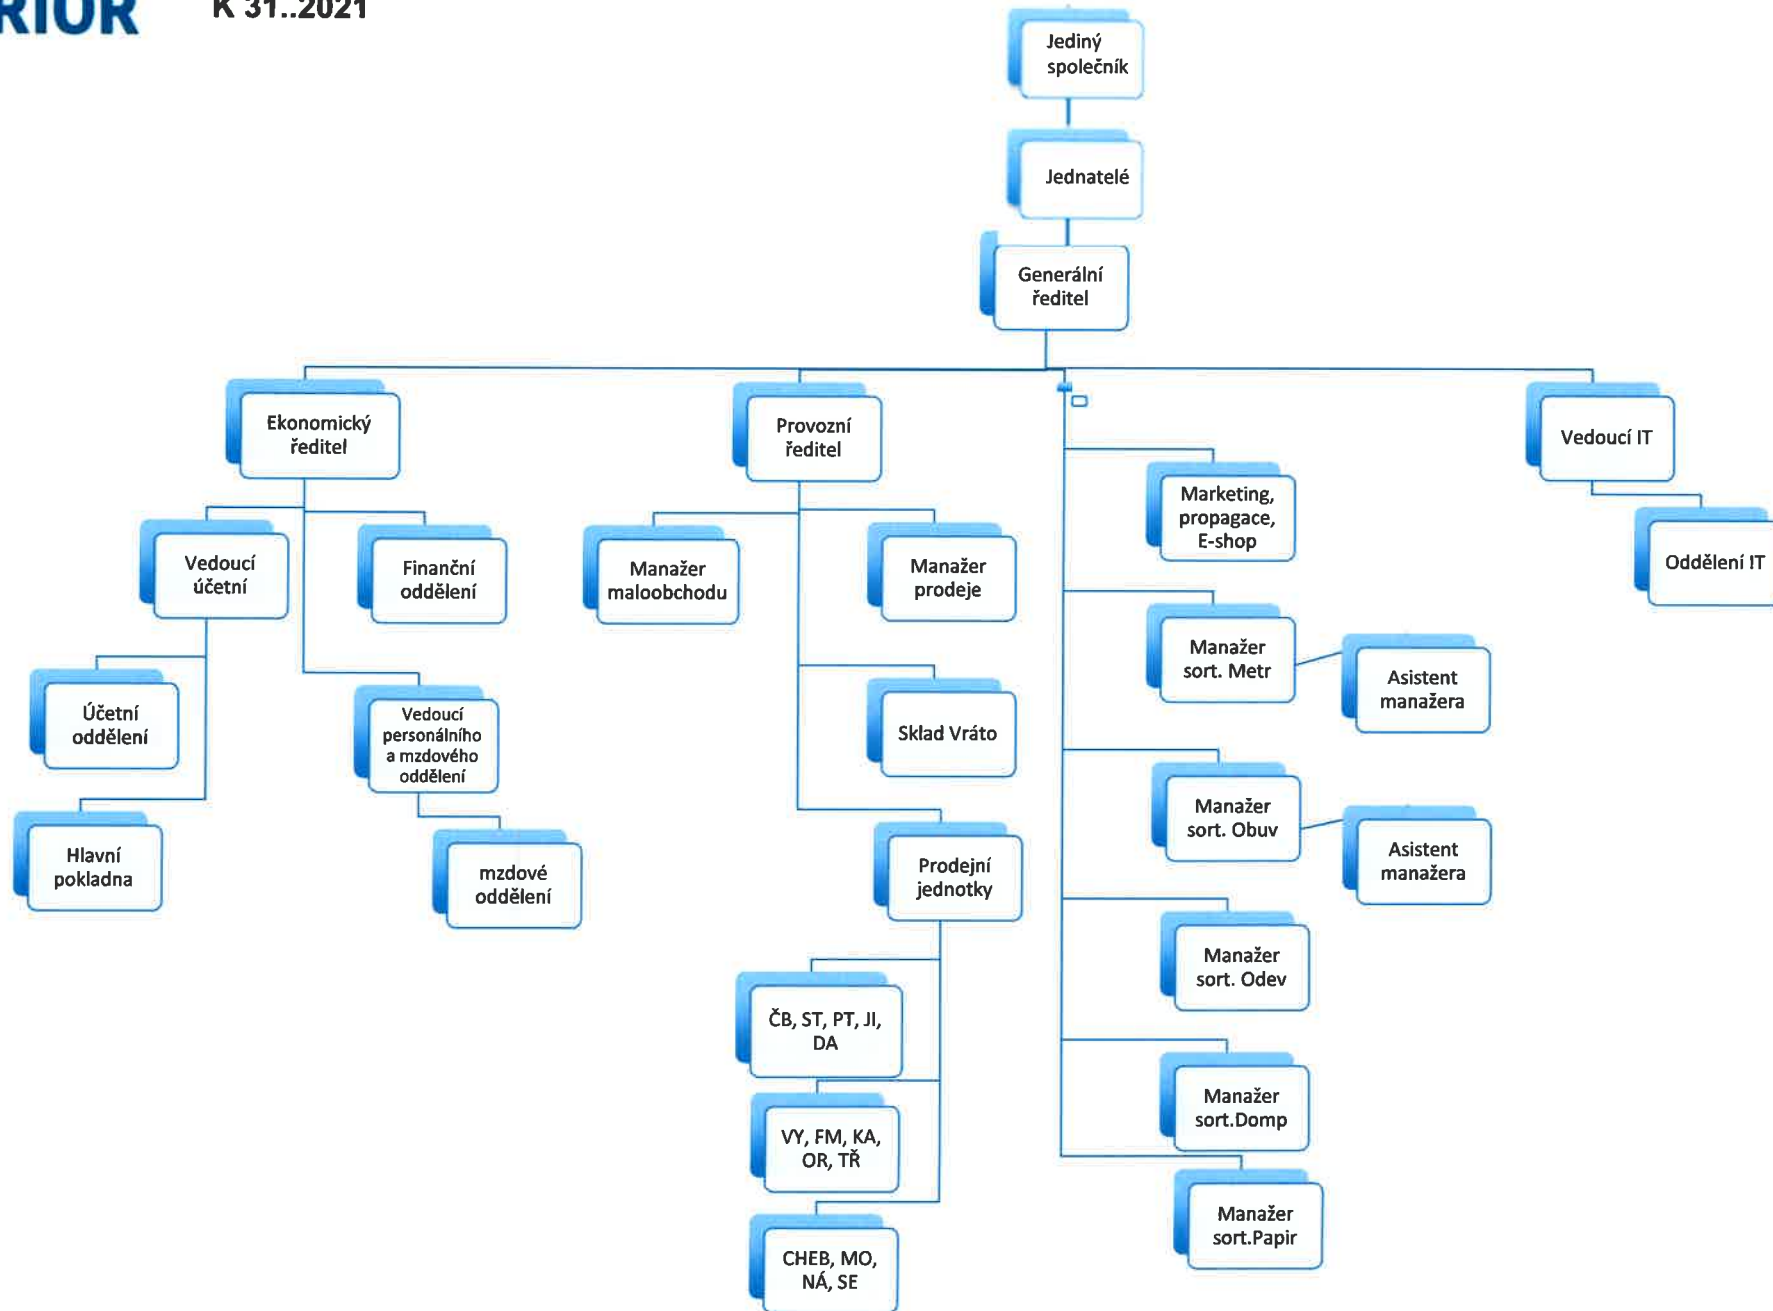 RIOR
K 31..2021
Jediný
společník
Jednatelé
Generální
ředitel
Ekonomický
ředitel
Provozní
ředitel
Vedoucí IT
Marketing,
propagace,
E-shop
Oddělení IT
Vedoucí
účetní
Finanční
oddělení
Manažer
maloobchodu
Manažer
prodeje
Manažer
sort. Metr
Asistent
manažera
Účetní
oddělení
Vedoucí
personálního
a mzdového
oddělení
Sklad Vráto
Manažer
sort. Obuv
Asistent
manažera
Hlavní
pokladna
mzdové
oddělení
Prodejní
jednotky
Manažer
sort. Odev
ČB, ST, PT, JI,
DA
Manažer
sort.Domp
VY, FM, KA,
OR, TŘ
Manažer
sort.Papir
CHEB, MO,
NÁ, SE